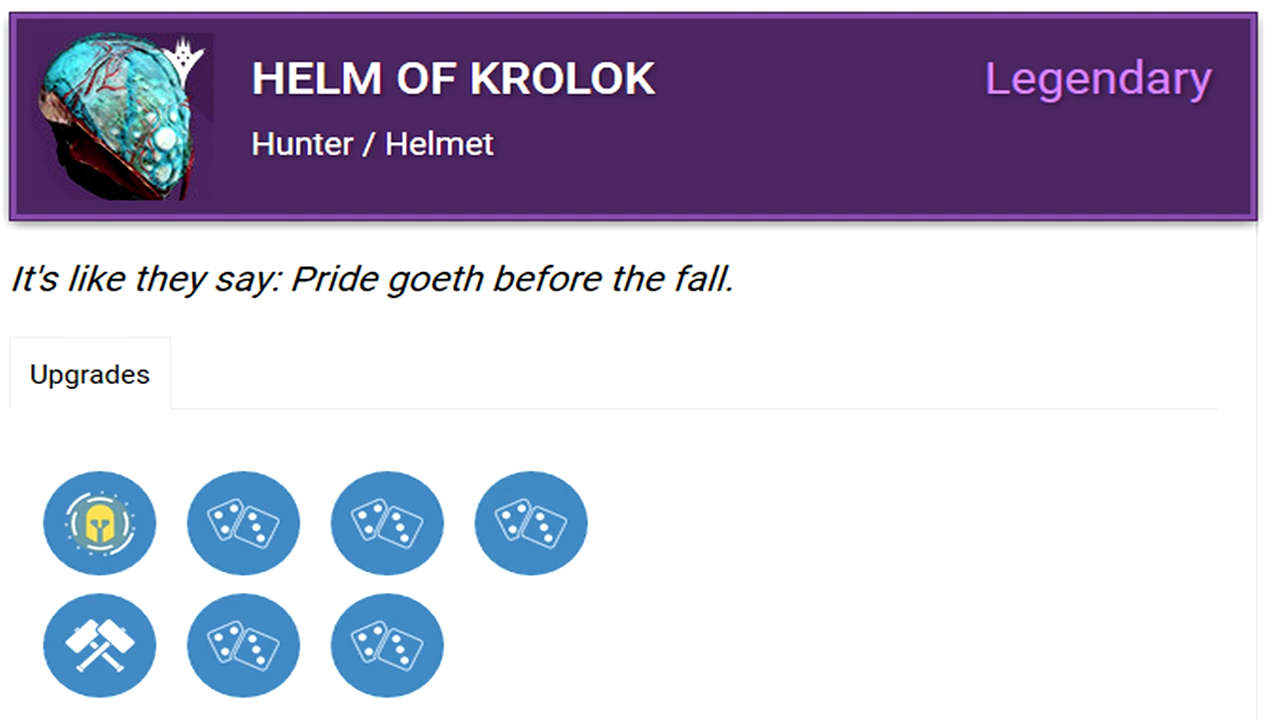 HELM OF KROLOK
Legendary
Hunter / Helmet
It's like they say: Pride goeth before the fall.
Upgrades